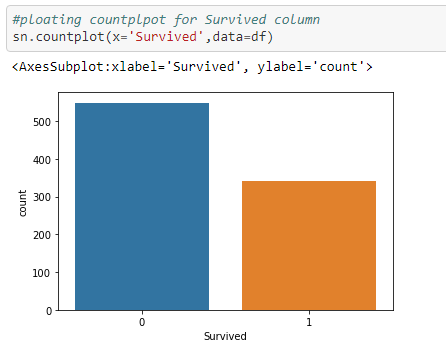 #ploating countplpot for Survived column
sn.countplot(x='Survived',data=df)
<AxesSubplot:xlabel='Survived', ylabel='count'>
500
400
300
200
100
0
count
0 1
Survived